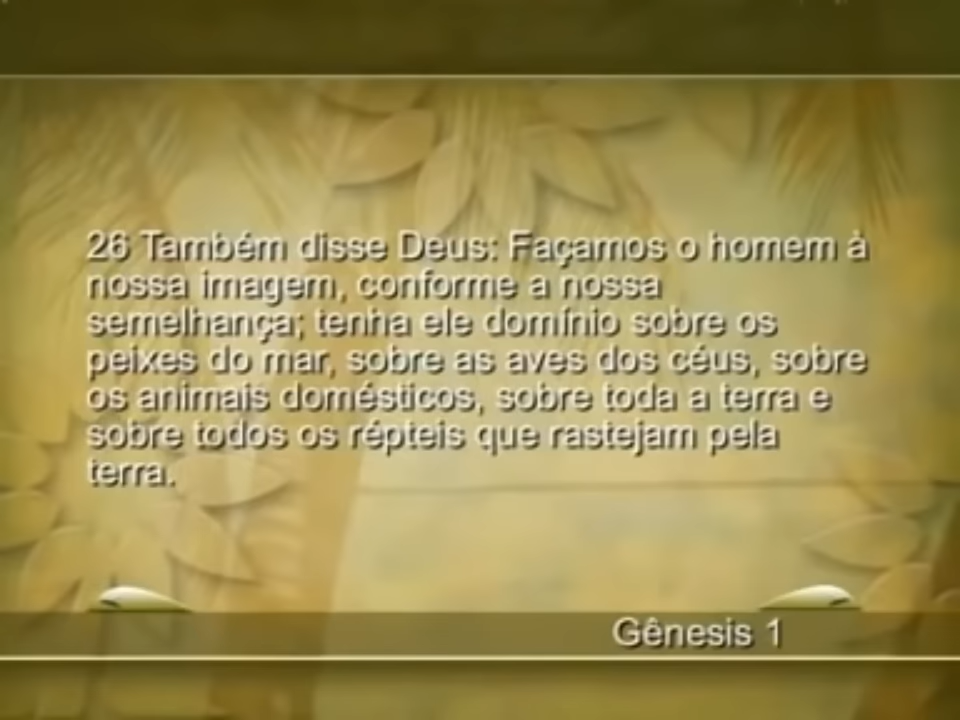 26 Também disse Deus: Façamos o homem à
nossa imagem, conforme a nossa
semelhança; tenha ele domínio sobre os
peixes do mar, sobre as aves dos céus, sobre
os animais domésticos, sobre toda a terra e
sobre todos os répteis que rastejam pela
terra.
Gênesis 1